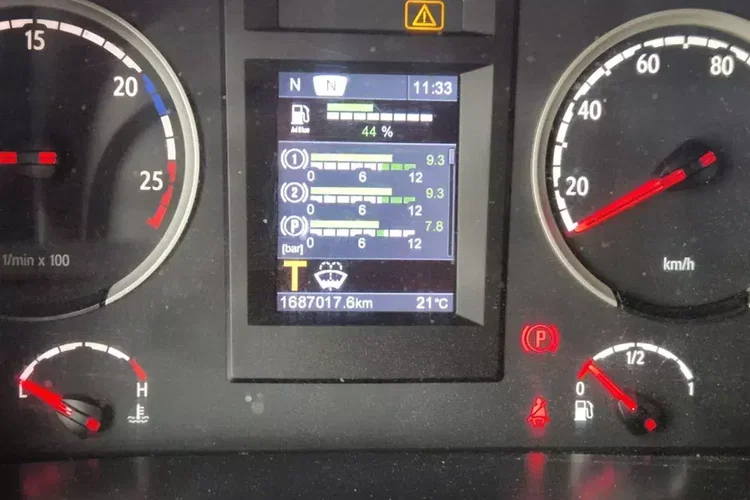 15
20
25
1/min x 100
L H
N N 11:33
AdBlue
44 %
1 9.3
0 6 12
2 9.3
0 6 12
P 7.8
0 6 12
[bar]
T
1687017.6km 21°C
20
40
60
80
km/h
P
0 1/2 1